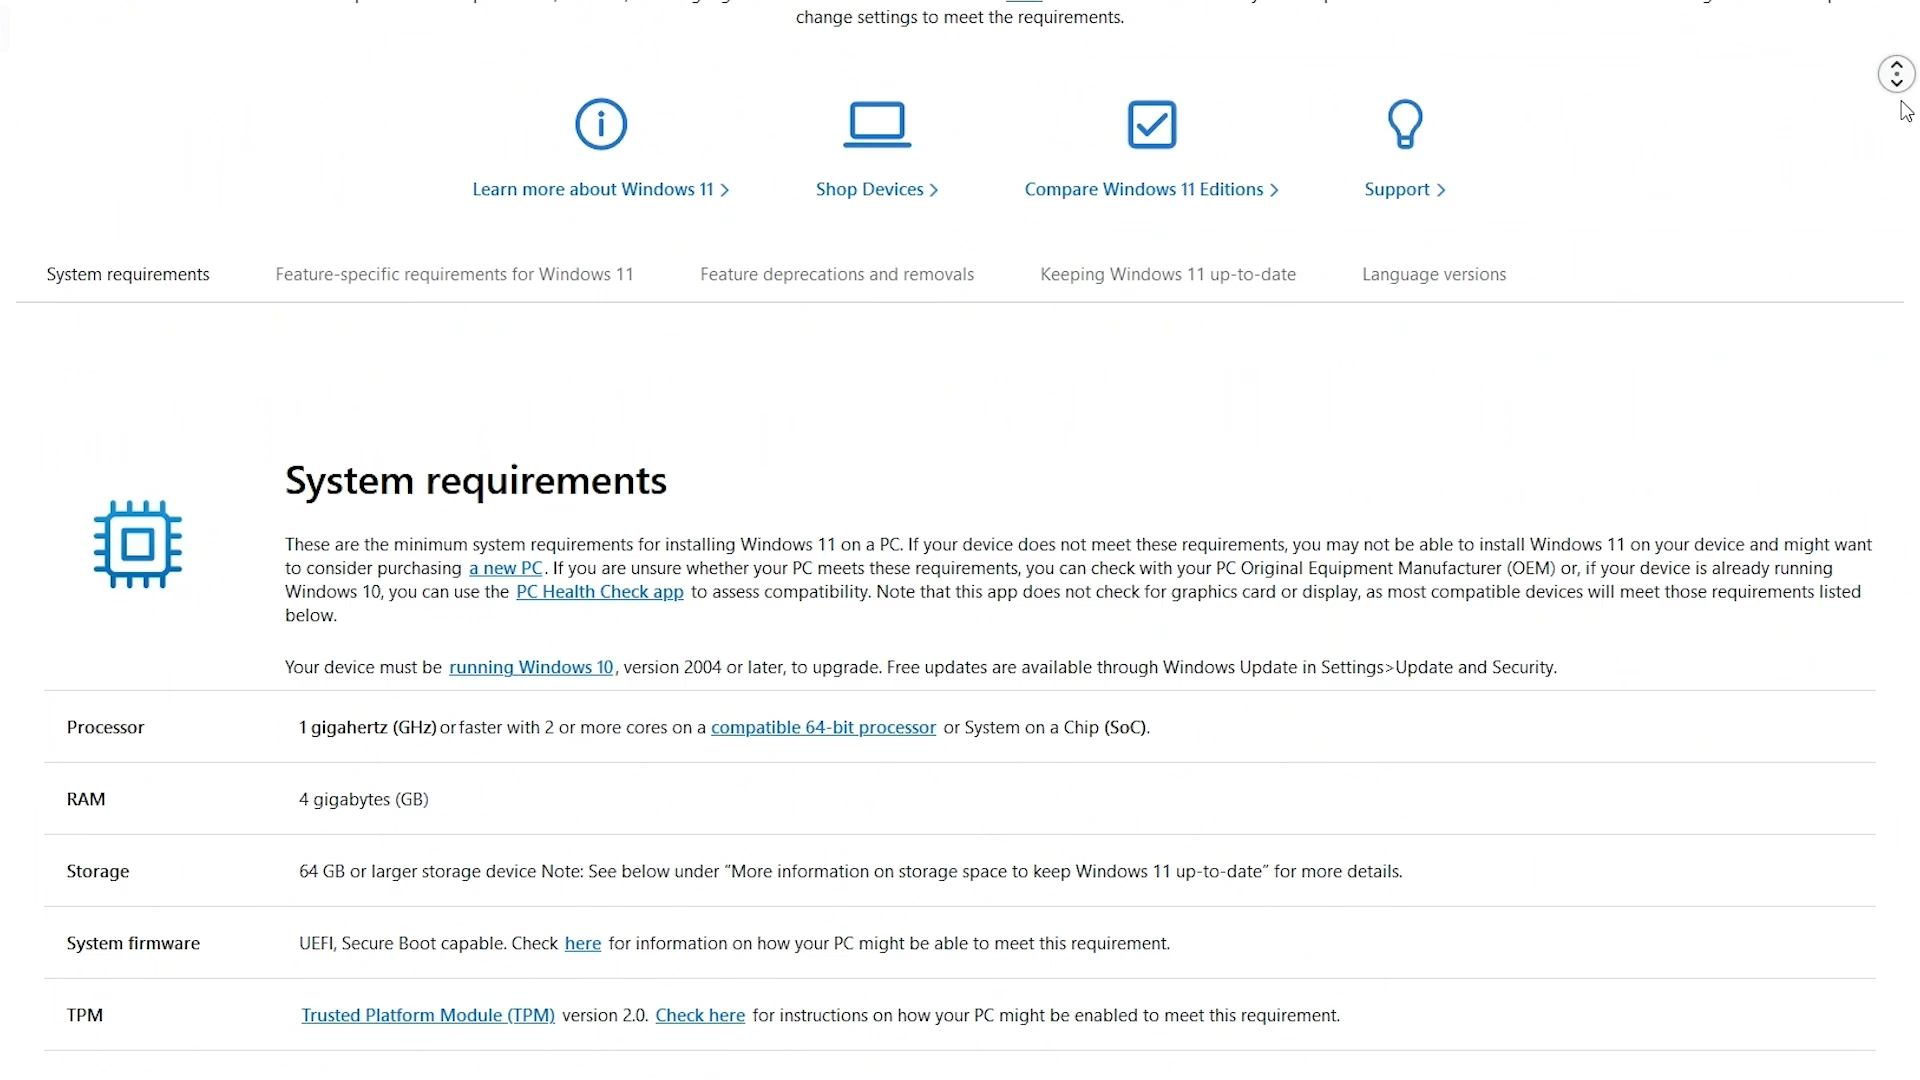 change settings to meet the requirements.
Learn more about Windows 11 >
Shop Devices >
Compare Windows 11 Editions >
Support >
System requirements
Feature-specific requirements for Windows 11
Feature deprecations and removals
Keeping Windows 11 up-to-date
Language versions
System requirements
These are the minimum system requirements for installing Windows 11 on a PC. If your device does not meet these requirements, you may not be able to install Windows 11 on your device and might want
to consider purchasing a new PC. If you are unsure whether your PC meets these requirements, you can check with your PC Original Equipment Manufacturer (OEM) or, if your device is already running
Windows 10, you can use the PC Health Check app to assess compatibility. Note that this app does not check for graphics card or display, as most compatible devices will meet those requirements listed
below.
Your device must be running Windows 10, version 2004 or later, to upgrade. Free updates are available through Windows Update in Settings>Update and Security.
Processor
1 gigahertz (GHz) or faster with 2 or more cores on a compatible 64-bit processor or System on a Chip (SoC).
RAM
4 gigabytes (GB)
Storage
64 GB or larger storage device Note: See below under “More information on storage space to keep Windows 11 up-to-date” for more details.
System firmware
UEFI, Secure Boot capable. Check here for information on how your PC might be able to meet this requirement.
TPM
Trusted Platform Module (TPM) version 2.0. Check here for instructions on how your PC might be enabled to meet this requirement.